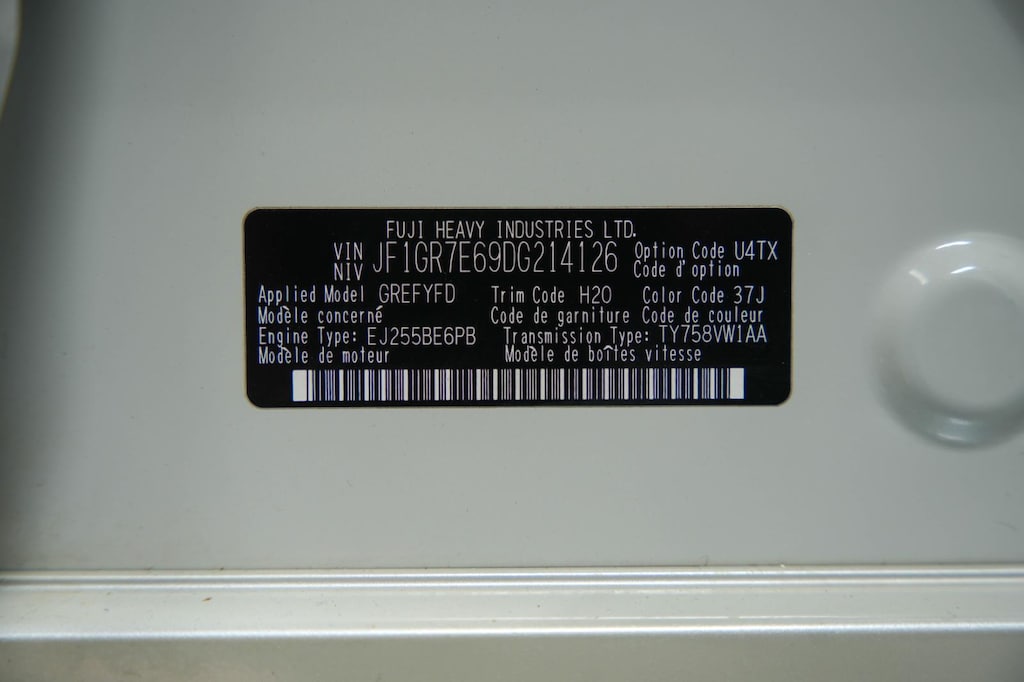 FUJI HEAVY INDUSTRIES LTD.
VIN JF1GR7E69DG214126 Option Code U4TX
NIV Code d'option
Applied Model GREFYFD Trim Code H20 Color Code 37J
Modèle concerné Code de garniture Code de couleur
Engine Type: EJ255BE6PB Transmission Type: TY758VW1AA
Modèle de moteur Modèle de boîtes vitesse